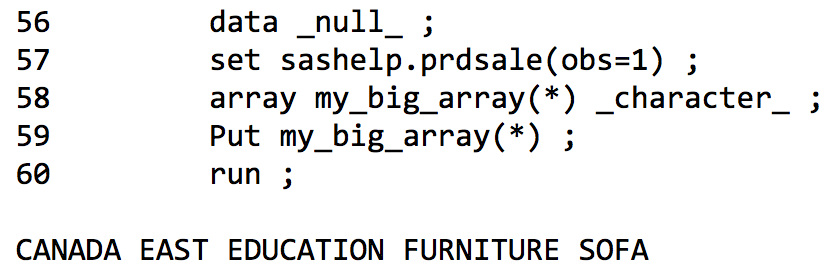 56 data _null_ ;
57 set sashelp.prdsale(obs=1) ;
58 array my_big_array(*) _character_ ;
59 Put my_big_array(*) ;
60 run ;
CANADA EAST EDUCATION FURNITURE SOFA